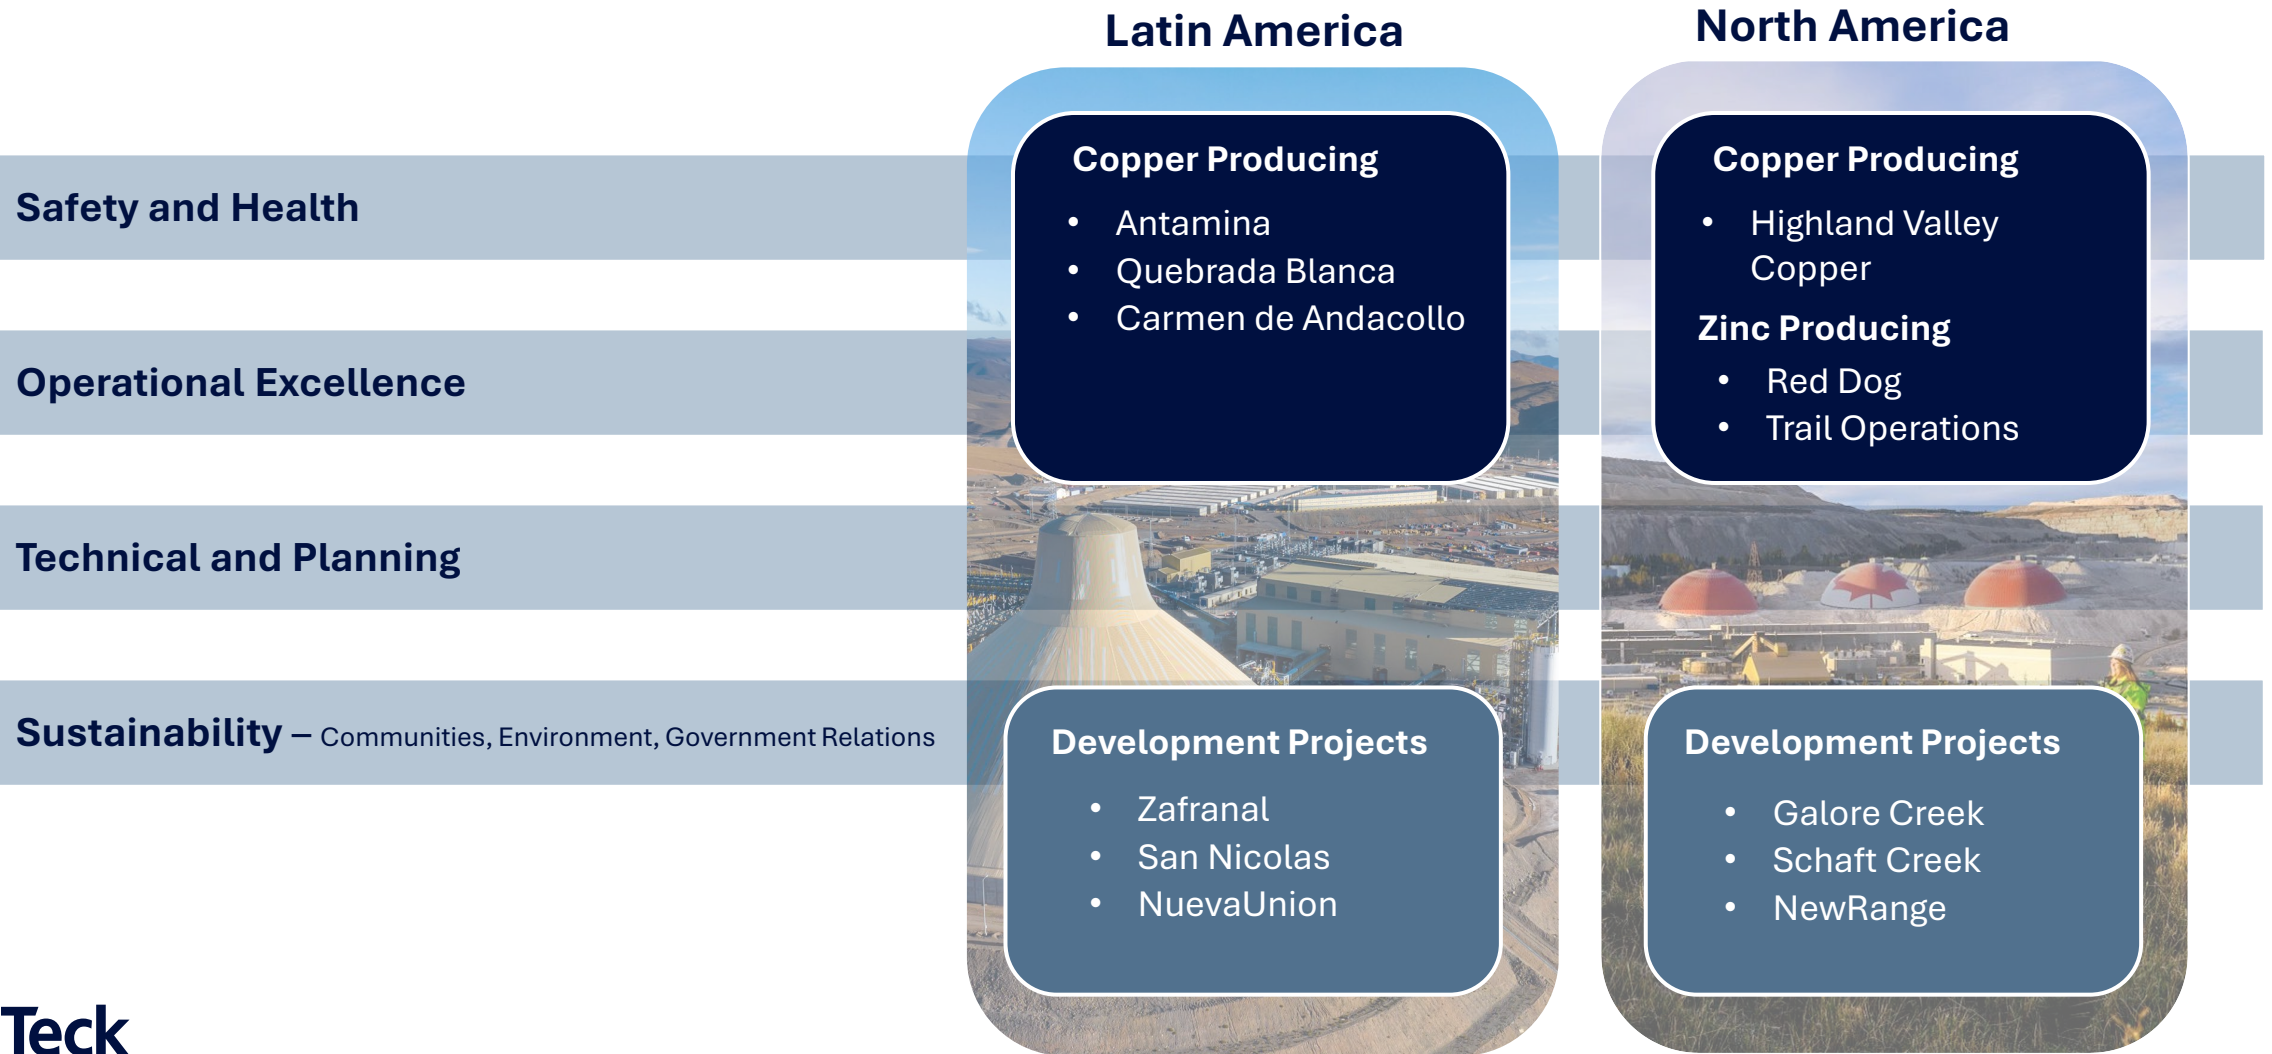 Latin America
North America
Safety and Health
Operational Excellence
Technical and Planning
Sustainability – Communities, Environment, Government Relations
Copper Producing
• Antamina
• Quebrada Blanca
• Carmen de Andacollo
Development Projects
• Zafranal
• San Nicolas
• NuevaUnion
Copper Producing
• Highland Valley
Copper
Zinc Producing
• Red Dog
• Trail Operations
Development Projects
• Galore Creek
• Schaft Creek
• NewRange
Teck